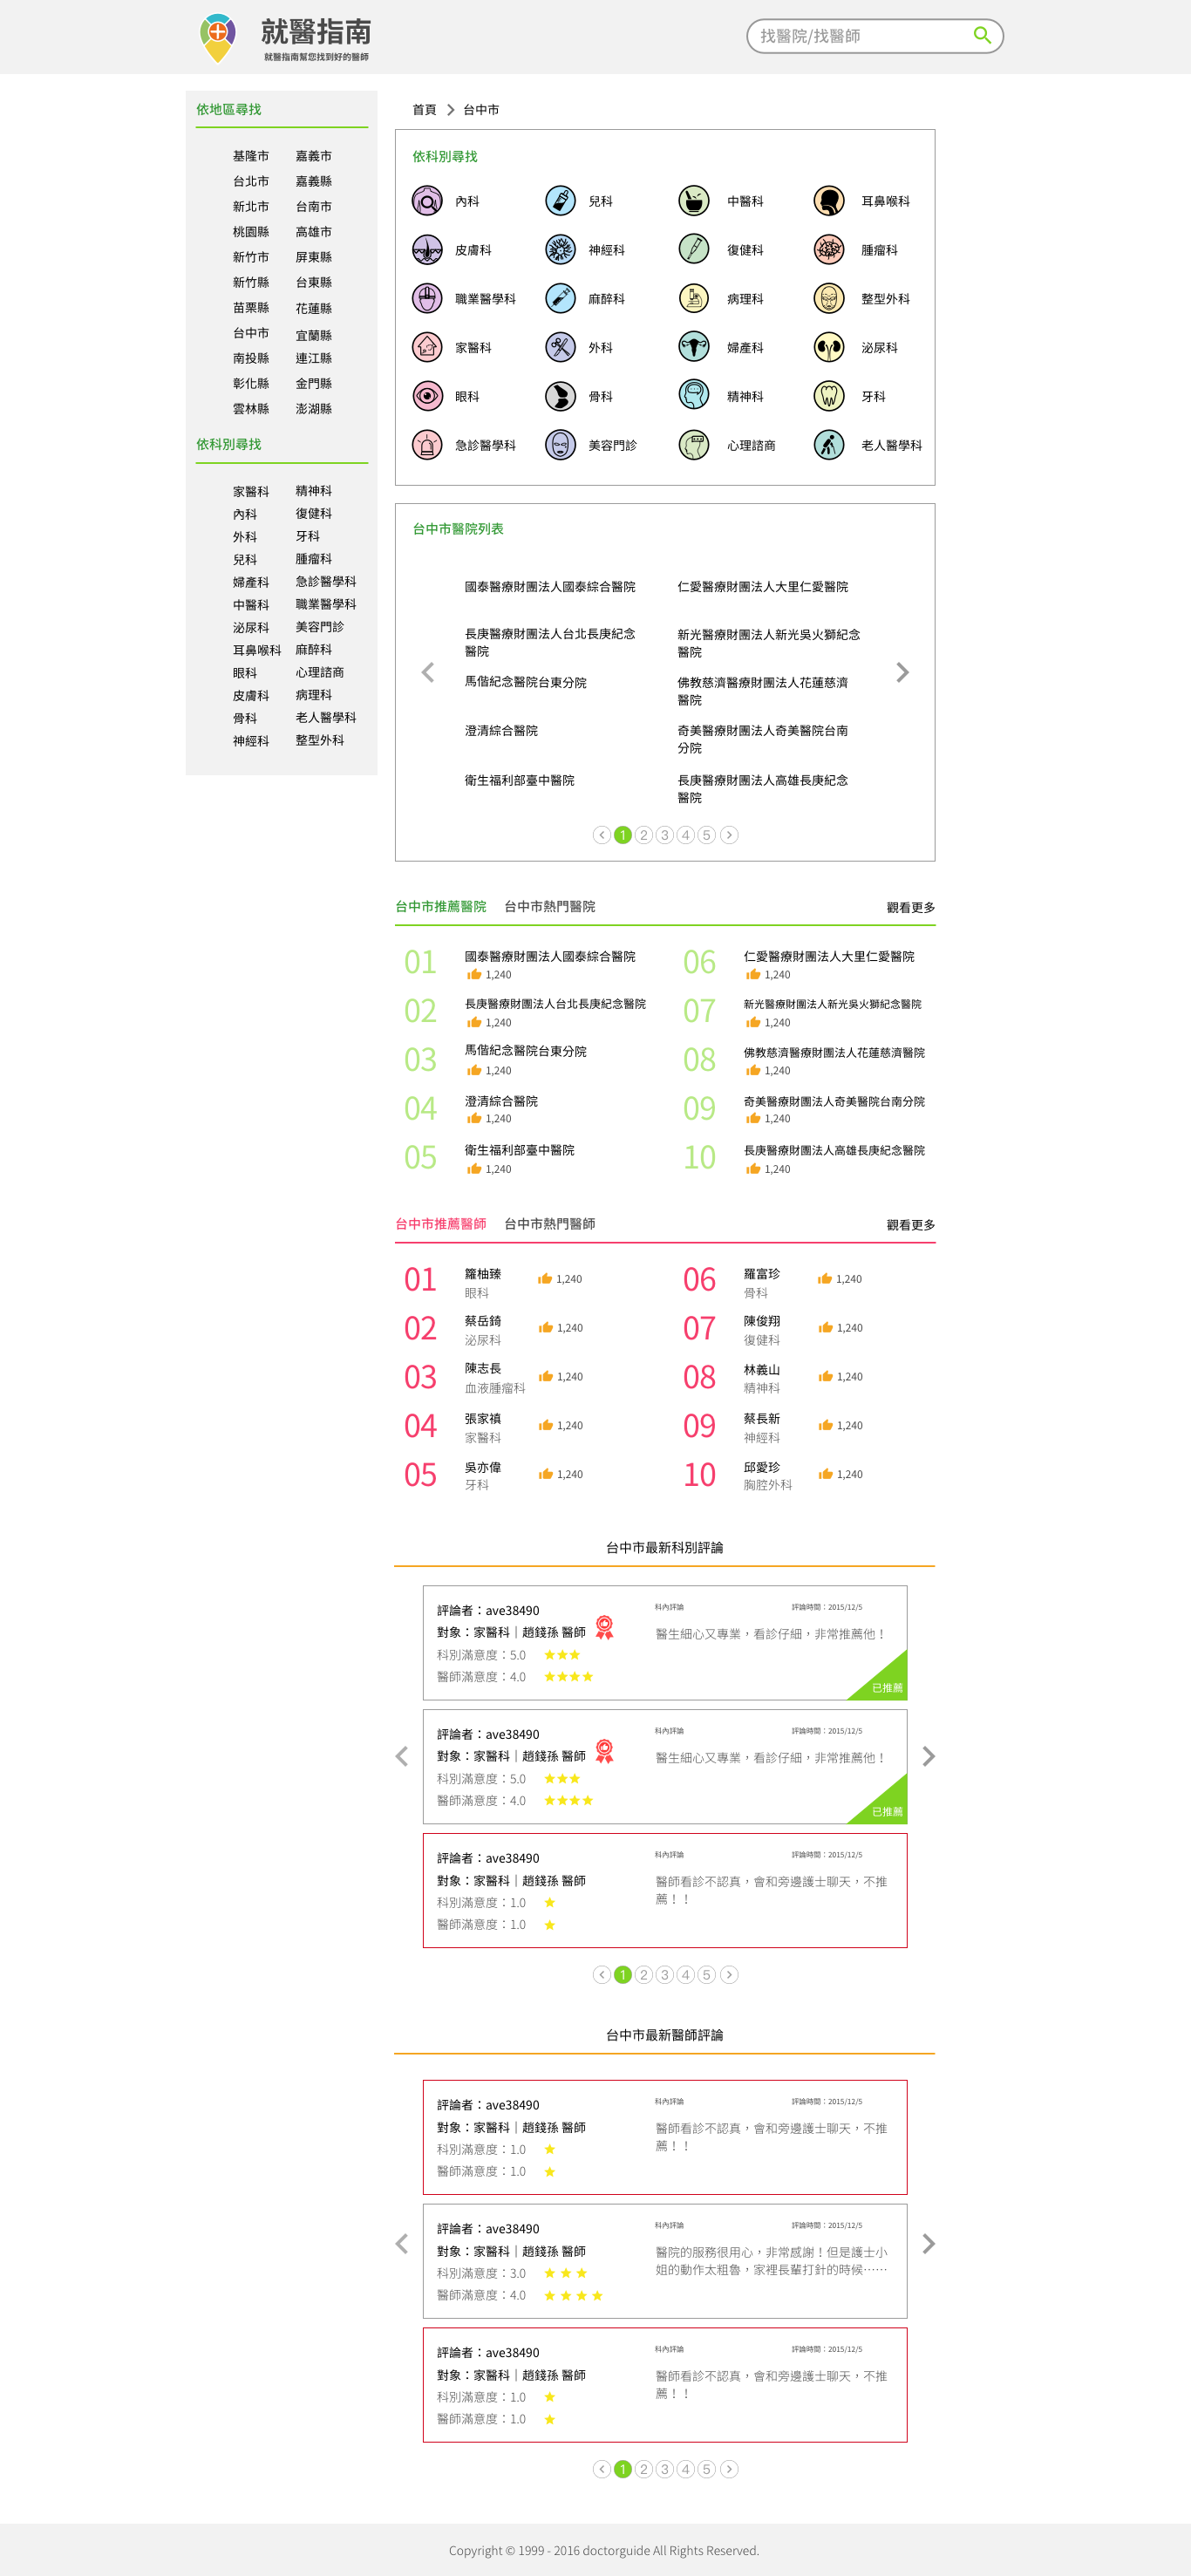 就醫指南
就醫指南幫您找到好的醫師
找醫院/找醫師
依地區尋找
基隆市 嘉義市
台北市 嘉義縣
新北市 台南市
桃園縣 高雄市
新竹市 屏東縣
新竹縣 台東縣
苗栗縣 花蓮縣
台中市 宜蘭縣
南投縣 連江縣
彰化縣 金門縣
雲林縣 澎湖縣
依科別尋找
家醫科 精神科
內科 復健科
外科 牙科
兒科 腫瘤科
婦產科 急診醫學科
中醫科 職業醫學科
泌尿科 美容門診
耳鼻喉科 麻醉科
眼科 心理諮商
皮膚科 病理科
骨科 老人醫學科
神經科 整型外科
首頁 台中市
依科別尋找
內科 兒科 中醫科 耳鼻喉科
皮膚科 神經科 復健科 腫瘤科
職業醫學科 麻醉科 病理科 整型外科
家醫科 外科 婦產科 泌尿科
眼科 骨科 精神科 牙科
急診醫學科 美容門診 心理諮商 老人醫學科
台中市醫院列表
國泰醫療財團法人國泰綜合醫院
仁愛醫療財團法人大里仁愛醫院
長庚醫療財團法人台北長庚紀念
醫院
新光醫療財團法人新光吳火獅紀念
醫院
馬偕紀念醫院台東分院
佛教慈濟醫療財團法人花蓮慈濟
醫院
澄清綜合醫院
奇美醫療財團法人奇美醫院台南
分院
衛生福利部臺中醫院
長庚醫療財團法人高雄長庚紀念
醫院
1 2 3 4 5
台中市推薦醫院 台中市熱門醫院 觀看更多
01 國泰醫療財團法人國泰綜合醫院
1,240
06 仁愛醫療財團法人大里仁愛醫院
1,240
02 長庚醫療財團法人台北長庚紀念醫院
1,240
07 新光醫療財團法人新光吳火獅紀念醫院
1,240
03 馬偕紀念醫院台東分院
1,240
08 佛教慈濟醫療財團法人花蓮慈濟醫院
1,240
04 澄清綜合醫院
1,240
09 奇美醫療財團法人奇美醫院台南分院
1,240
05 衛生福利部臺中醫院
1,240
10 長庚醫療財團法人高雄長庚紀念醫院
1,240
台中市推薦醫師 台中市熱門醫師 觀看更多
01 籮柚臻 1,240
眼科
06 羅富珍 1,240
骨科
02 蔡岳錡 1,240
泌尿科
07 陳俊翔 1,240
復健科
03 陳志長 1,240
血液腫瘤科
08 林義山 1,240
精神科
04 張家禛 1,240
家醫科
09 蔡長新 1,240
神經科
05 吳亦偉 1,240
牙科
10 邱愛珍 1,240
胸腔外科
台中市最新科別評論
評論者：ave38490
對象：家醫科｜趙錢孫 醫師
科別滿意度：5.0
醫師滿意度：4.0
科內評論 評論時間：2015/12/5
醫生細心又專業，看診仔細，非常推薦他！
已推薦
評論者：ave38490
對象：家醫科｜趙錢孫 醫師
科別滿意度：5.0
醫師滿意度：4.0
科內評論 評論時間：2015/12/5
醫生細心又專業，看診仔細，非常推薦他！
已推薦
評論者：ave38490
對象：家醫科｜趙錢孫 醫師
科別滿意度：1.0
醫師滿意度：1.0
科內評論 評論時間：2015/12/5
醫師看診不認真，會和旁邊護士聊天，不推
薦！！
1 2 3 4 5
台中市最新醫師評論
評論者：ave38490
對象：家醫科｜趙錢孫 醫師
科別滿意度：1.0
醫師滿意度：1.0
科內評論 評論時間：2015/12/5
醫師看診不認真，會和旁邊護士聊天，不推
薦！！
評論者：ave38490
對象：家醫科｜趙錢孫 醫師
科別滿意度：3.0
醫師滿意度：4.0
科內評論 評論時間：2015/12/5
醫院的服務很用心，非常感謝！但是護士小
姐的動作太粗魯，家裡長輩打針的時候……
評論者：ave38490
對象：家醫科｜趙錢孫 醫師
科別滿意度：1.0
醫師滿意度：1.0
科內評論 評論時間：2015/12/5
醫師看診不認真，會和旁邊護士聊天，不推
薦！！
1 2 3 4 5
Copyright © 1999 - 2016 doctorguide All Rights Reserved.